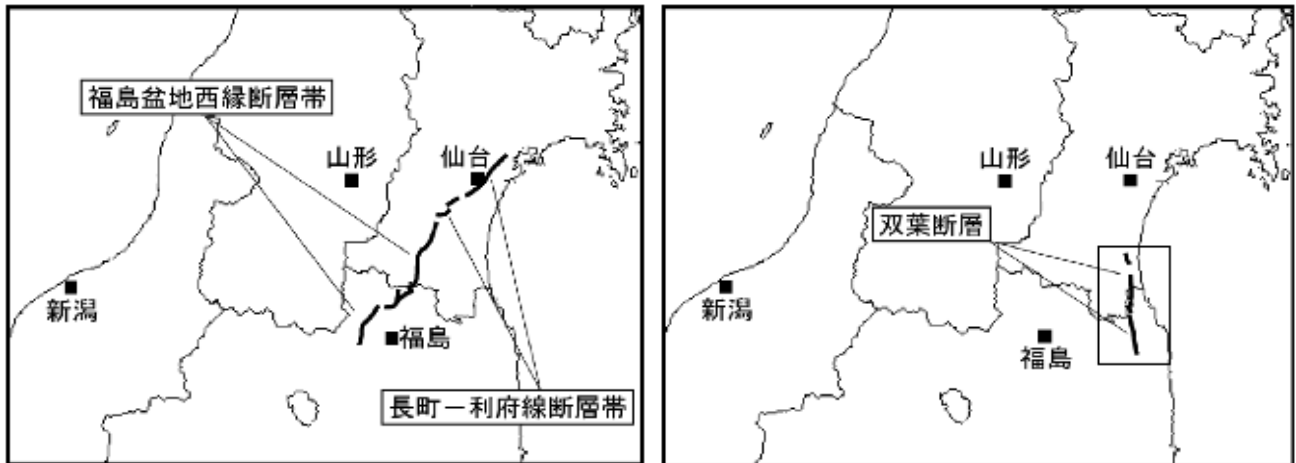 福島盆地西縁断層帯
山形
仙台
新潟
福島
長町－利府線断層帯
山形
仙台
双葉断層
新潟
福島